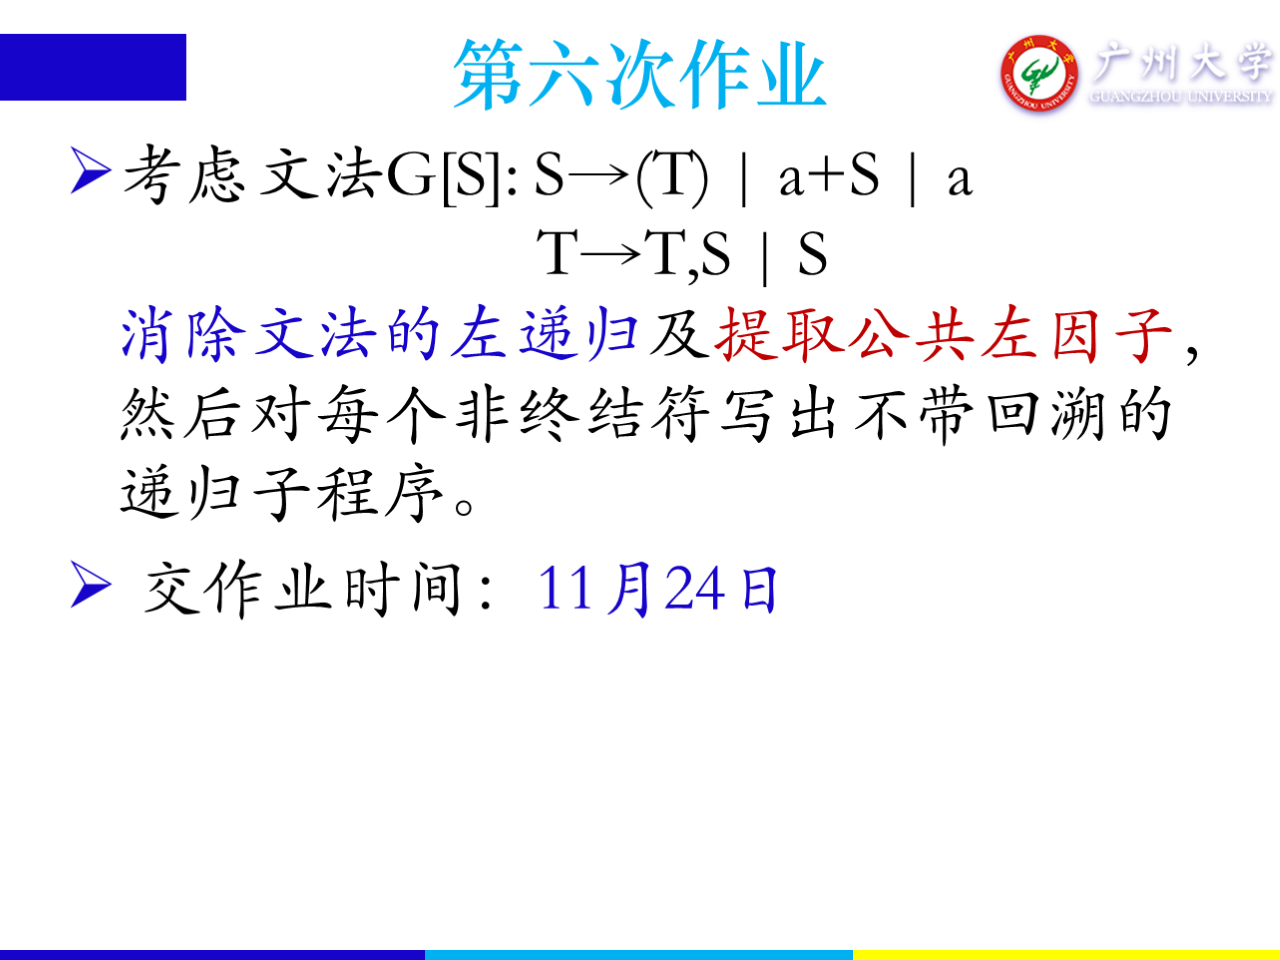 第六次作业
广州大学
GUANGZHOU UNIVERSITY
考虑文法G[S]: S→(T) | a+S | a
T→T,S | S
消除文法的左递归及提取公共左因子,
然后对每个非终结符写出不带回溯的
递归子程序。
交作业时间：11月24日